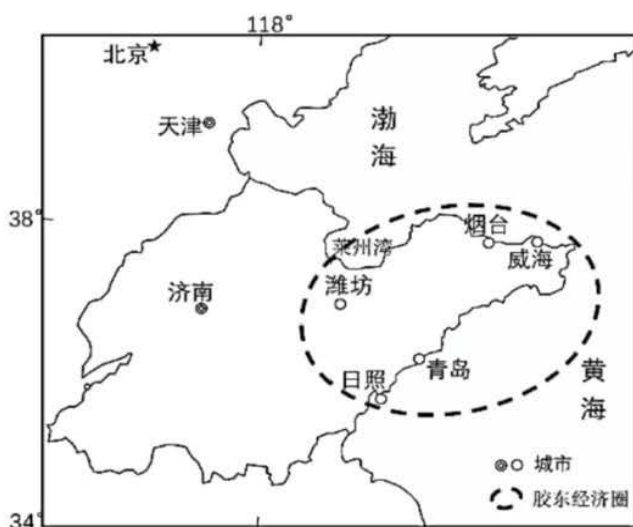 118°
北京
天津
渤
海
38°
烟台
莱州湾
威海
潍坊
济南
青岛
日照
黄
海
城市
胶东经济圈
34°